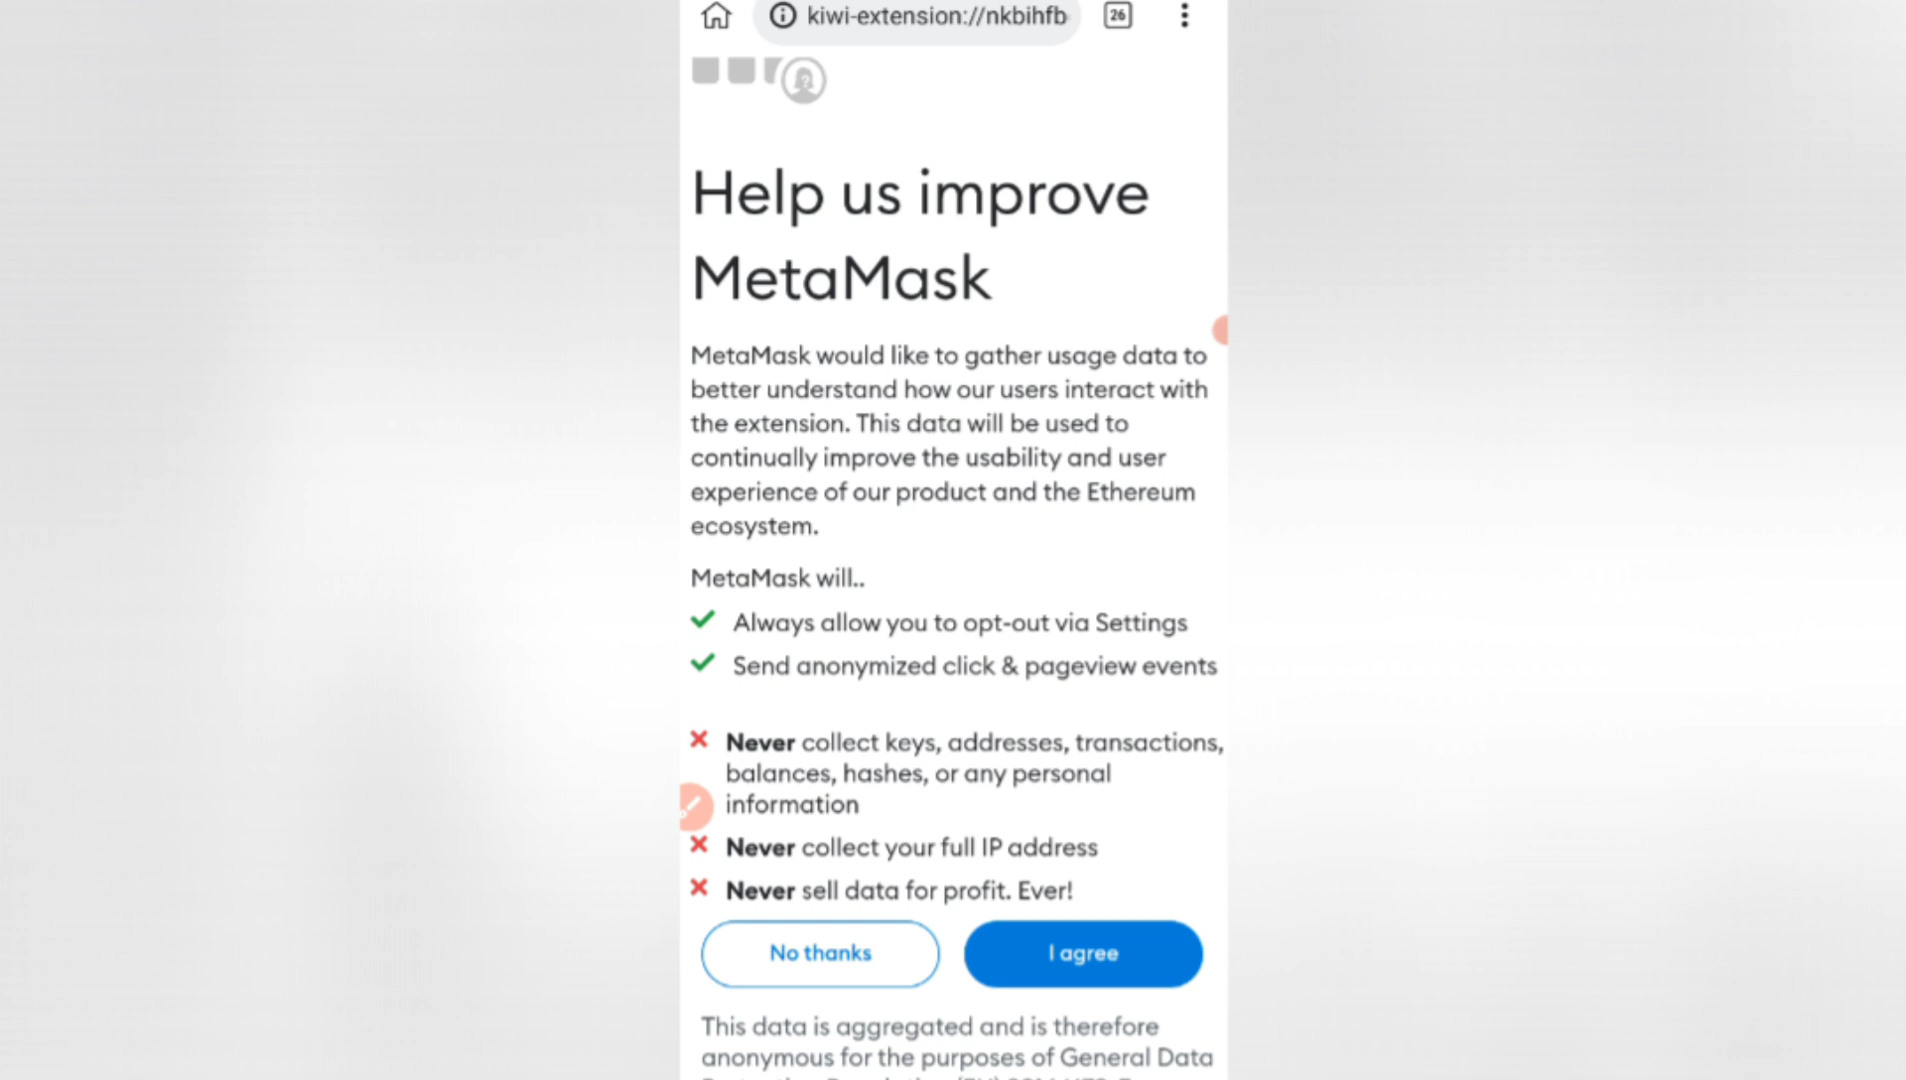 kiwi-extension://nkbihfb
26
Help us improve
MetaMask
MetaMask would like to gather usage data to
better understand how our users interact with
the extension. This data will be used to
continually improve the usability and user
experience of our product and the Ethereum
ecosystem.
MetaMask will..
Always allow you to opt-out via Settings
Send anonymized click & pageview events
Never collect keys, addresses, transactions,
balances, hashes, or any personal
information
Never collect your full IP address
Never sell data for profit. Ever!
No thanks
I agree
This data is aggregated and is therefore
anonymous for the purposes of General Data